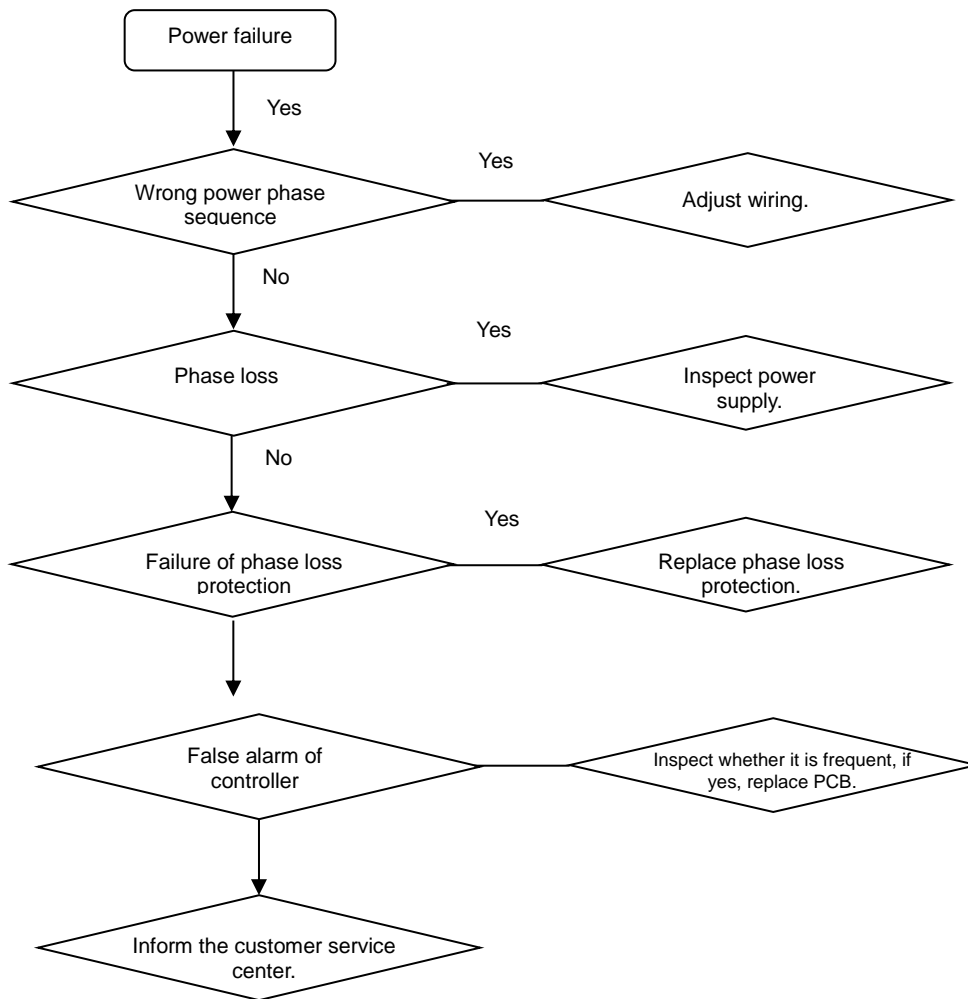 Power failure
Yes
Wrong power phase
sequence
Yes
Adjust wiring.
No
Phase loss
Yes
Inspect power
supply.
No
Failure of phase loss
protection
Yes
Replace phase loss
protection.
False alarm of
controller
Inspect whether it is frequent, if
yes, replace PCB.
Inform the customer service
center.